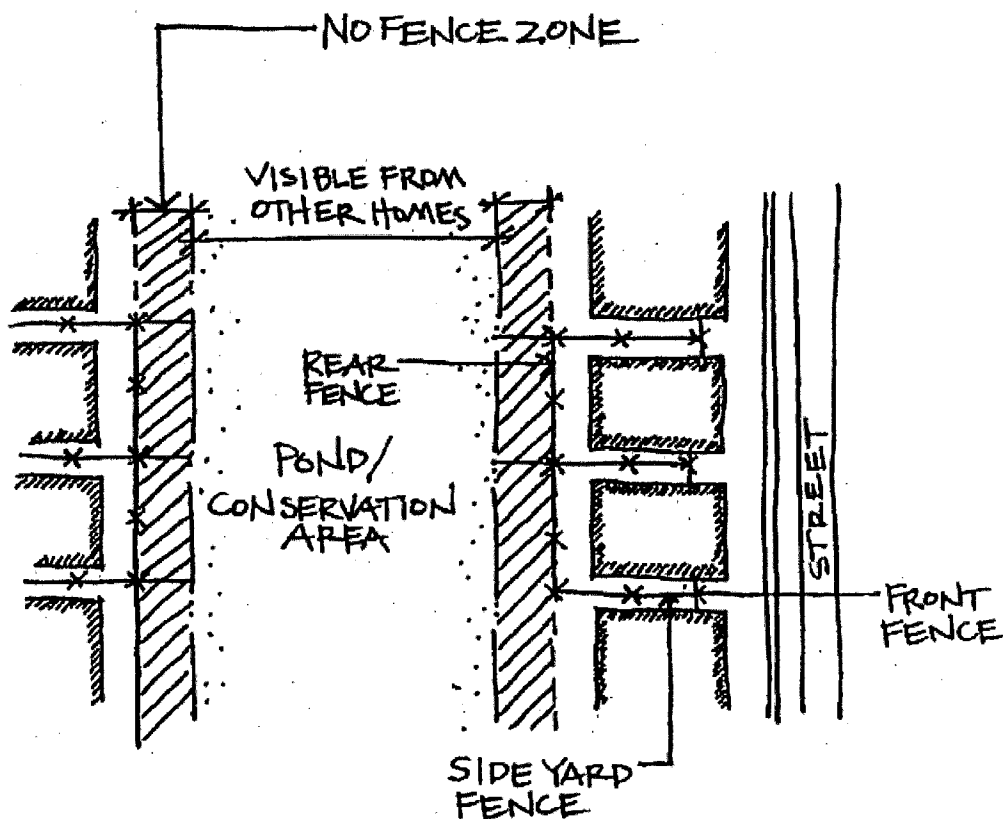 NO FENCE ZONE
VISIBLE FROM
OTHER HOMES
REAR
FENCE
POND/
CONSERVATION
AREA
STREET
FRONT
FENCE
SIDE YARD
FENCE